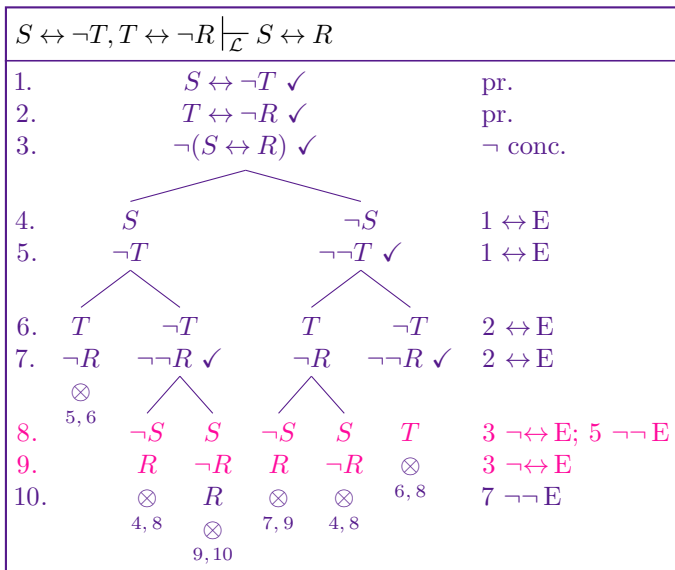 S ↔ ¬T, T ↔ ¬R ⊢ℒ S ↔ R
1. S ↔ ¬T ✓ pr.
2. T ↔ ¬R ✓ pr.
3. ¬(S ↔ R) ✓ ¬ conc.
4. S ¬S 1 ↔ E
5. ¬T ¬¬T ✓ 1 ↔ E
6. T ¬T T ¬T 2 ↔ E
7. ¬R ¬¬R ✓ ¬R ¬¬R ✓ 2 ↔ E
⊗
5, 6
8. ¬S S ¬S S T 3 ¬↔ E; 5 ¬¬ E
9. R ¬R R ¬R ⊗ 3 ¬↔ E
6, 8
10. ⊗ R ⊗ ⊗ 7 ¬¬ E
4, 8 ⊗ 7, 9 4, 8
9, 10